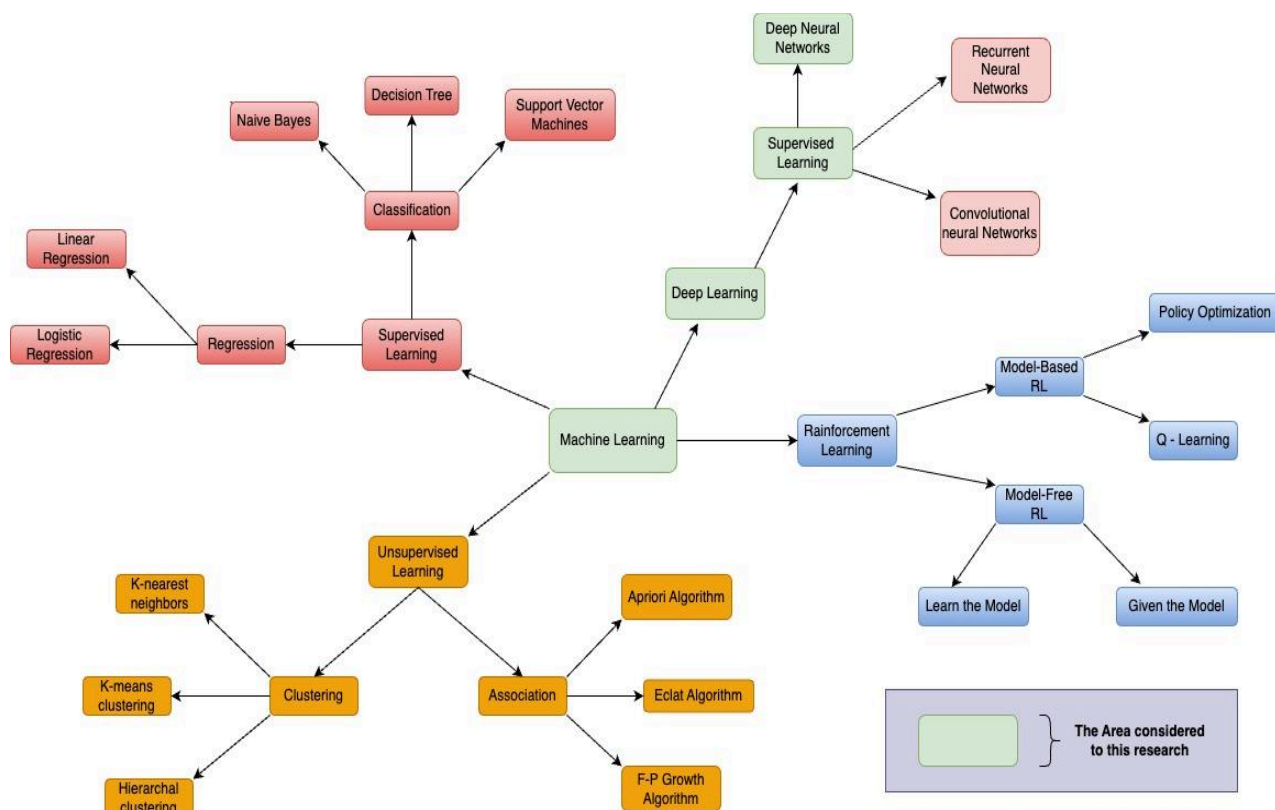 Deep Neural
Networks
Recurrent
Neural
Networks
Decision Tree
Support Vector
Machines
Naive Bayes
Supervised
Learning
Classification
Convolutional
neural Networks
Linear
Regression
Deep Learning
Policy Optimization
Logistic
Regression
Regression
Supervised
Learning
Model-Based
RL
Machine Learning
Rainforcement
Learning
Q - Learning
Model-Free
RL
Unsupervised
Learning
K-nearest
neighbors
Apriori Algorithm
Learn the Model
Given the Model
K-means
clustering
Clustering
Association
Eclat Algorithm
The Area considered
to this research
Hierarchal
clustering
F-P Growth
Algorithm